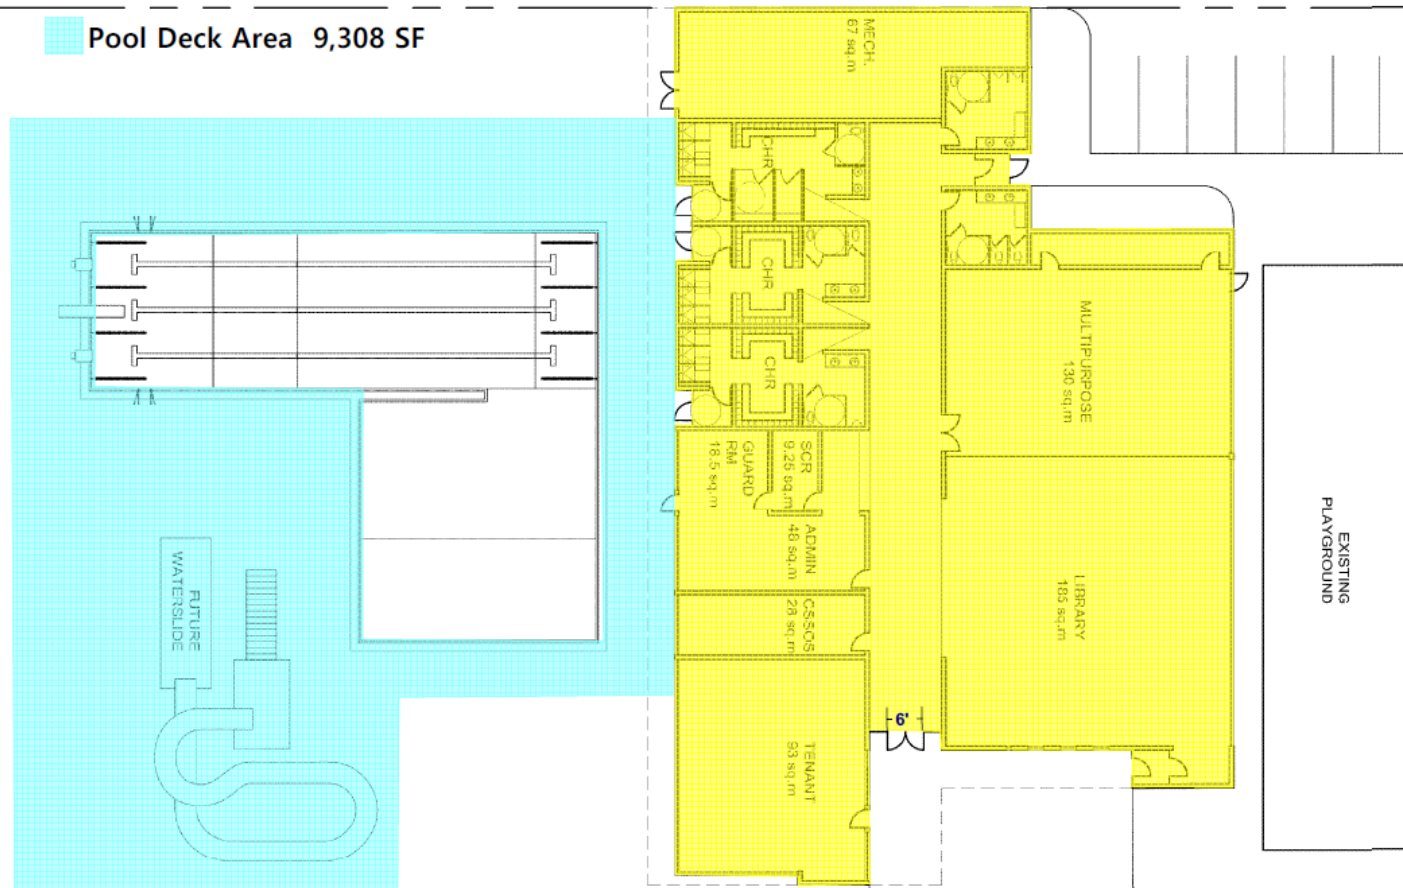 Pool Deck Area 9,308 SF
MECH.
67 sq.m
CHR
CHR
CHR
MULTIPURPOSE
130 sq.m
GUARD
RM
18.5 sq.m
SCR
9.25 sq.m
ADMIN
48 sq.m
CSSOS
28 sq.m
LIBRARY
185 sq.m
EXISTING
PLAYGROUND
FUTURE
WATERSLIDE
6'
TENANT
93 sq.m